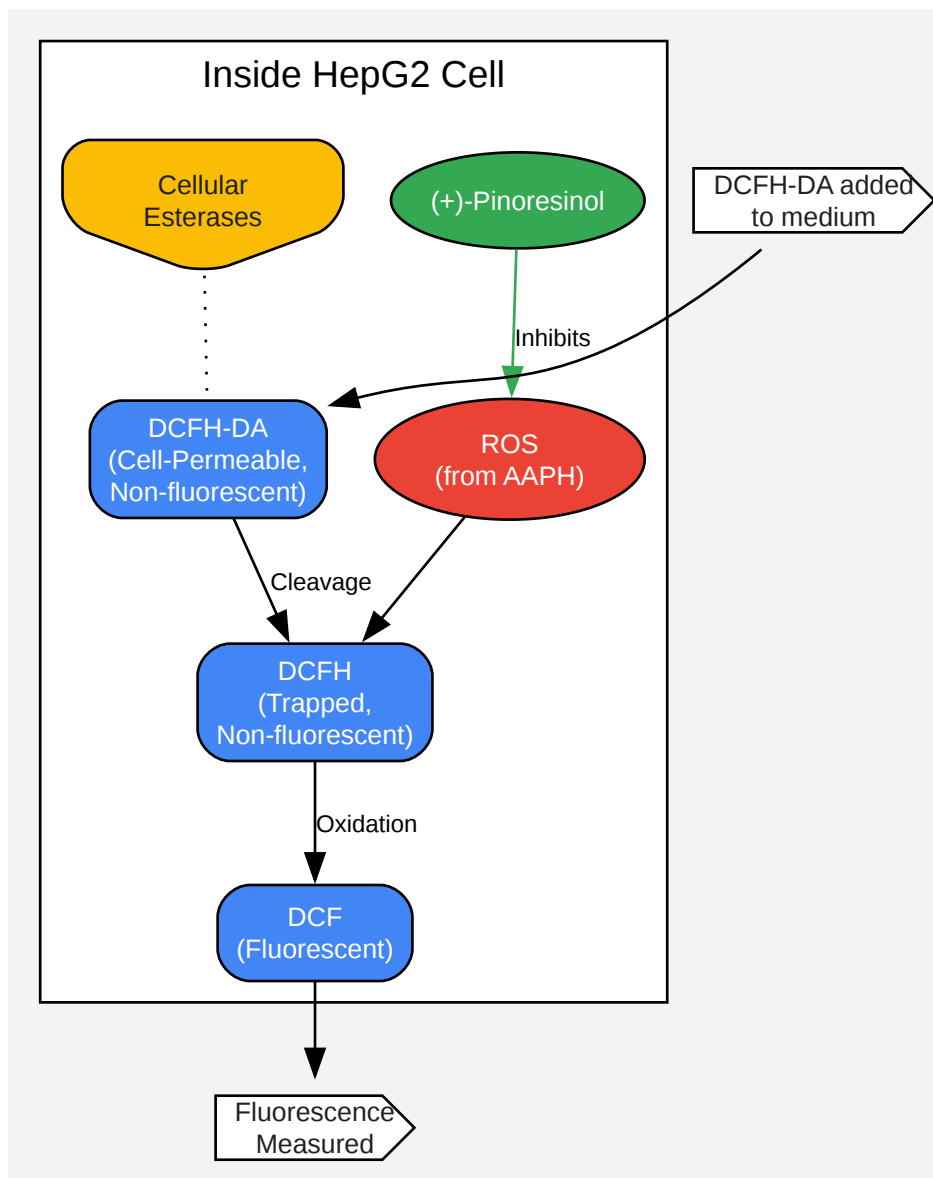 Inside HepG2 Cell
Cellular
Esterases
(+)-Pinoresinol
DCFH-DA added
to medium
Inhibits
DCFH-DA
(Cell-Permeable,
Non-fluorescent)
ROS
(from AAPH)
Cleavage
DCFH
(Trapped,
Non-fluorescent)
Oxidation
DCF
(Fluorescent)
Fluorescence
Measured